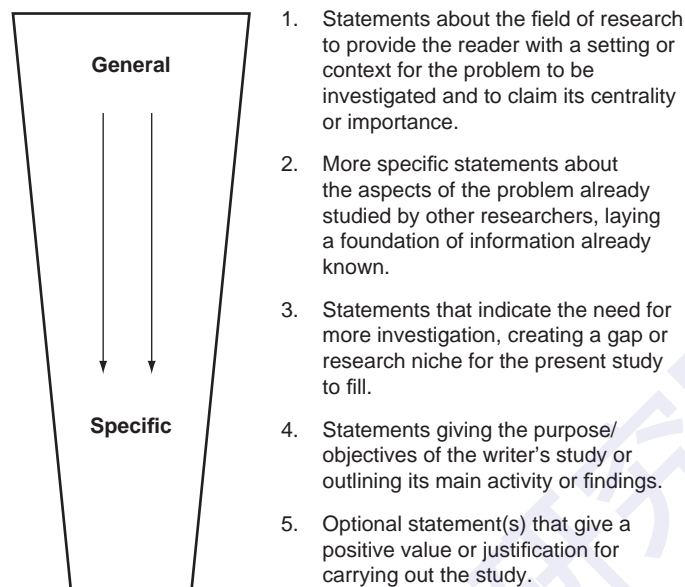 General
Specific
1. Statements about the field of research
to provide the reader with a setting or
context for the problem to be
investigated and to claim its centrality
or importance.
2. More specific statements about
the aspects of the problem already
studied by other researchers, laying
a foundation of information already
known.
3. Statements that indicate the need for
more investigation, creating a gap or
research niche for the present study
to fill.
4. Statements giving the purpose/
objectives of the writer's study or
outlining its main activity or findings.
5. Optional statement(s) that give a
positive value or justification for
carrying out the study.
研究